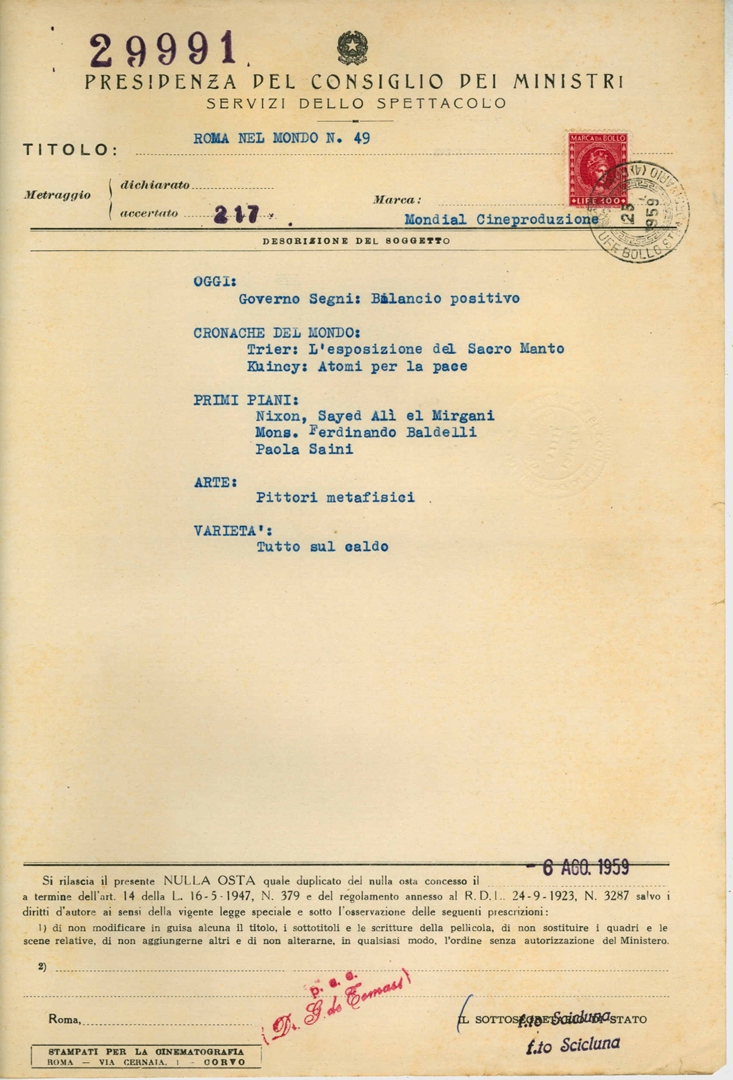 29991
PRESIDENZA DEL CONSIGLIO DEI MINISTRI
SERVIZI DELLO SPETTACOLO
TITOLO: ROMA NEL MONDO N. 49
MARCA DA BOLLO
LIRE 100
Metraggio
dichiarato
accertato 217
Marca: Mondial Cineproduzione
25 1959
UFF. BOLLO
DESCRIZIONE DEL SOGGETTO
OGGI:
Governo Segni: Bilancio positivo
CRONACHE DEL MONDO:
Trier: L'esposizione del Sacro Manto
Kuincy: Atomi per la pace
PRIMI PIANI:
Nixon, Sayed Alì el Mirgani
Mons. Ferdinando Baldelli
Paola Saini
ARTE:
Pittori metafisici
VARIETA':
Tutto sul caldo
- 6 AGO. 1959
Si rilascia il presente NULLA OSTA quale duplicato del nulla osta concesso il
a termine dell'art. 14 della L. 16-5-1947, N. 379 e del regolamento annesso al R.D.L. 24-9-1923, N. 3287 salvo i
diritti d'autore ai sensi della vigente legge speciale e sotto l'osservazione delle seguenti prescrizioni:
1) di non modificare in guisa alcuna il titolo, i sottotitoli e le scritture della pellicola, di non sostituire i quadri e le
scene relative, di non aggiungerne altri e di non alterarne, in qualsiasi modo, l'ordine senza autorizzazione del Ministero.
2)
p. c. c.
(Dr. G. de Tomasi)
Roma,
IL SOTTOSEGRETARIO DI STATO
f.to Scicluna
f.to Scicluna
STAMPATI PER LA CINEMATOGRAFIA
ROMA — VIA CERNAIA, 1 - CORVO